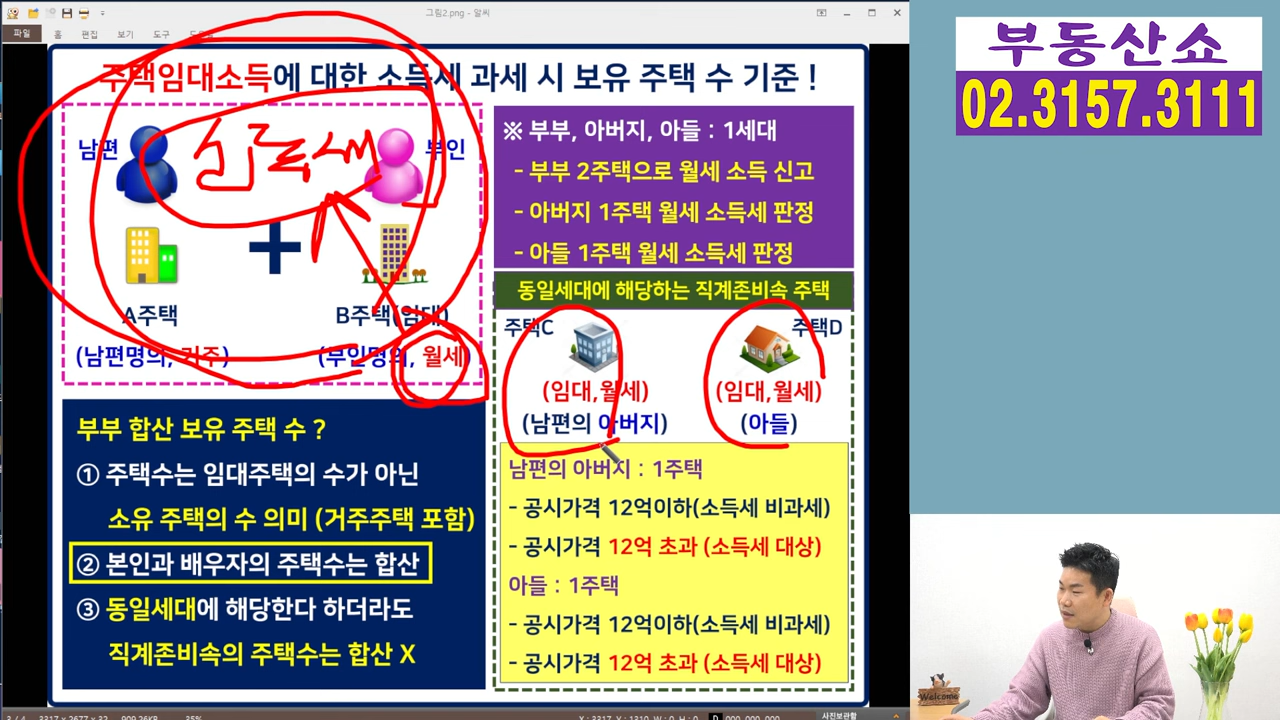 그림2.png - 알씨
파일 홈 편집 보기 도구
주택임대소득에 대한 소득세 과세 시 보유 주택 수 기준 !
남편
부인
소득세
A주택
B주택(임대)
(남편명의, 거주)
(부인명의, 월세)
부부 합산 보유 주택 수 ?
① 주택수는 임대주택의 수가 아닌
소유 주택의 수 의미 (거주주택 포함)
② 본인과 배우자의 주택수는 합산
③ 동일세대에 해당한다 하더라도
직계존비속의 주택수는 합산 X
※ 부부, 아버지, 아들 : 1세대
- 부부 2주택으로 월세 소득 신고
- 아버지 1주택 월세 소득세 판정
- 아들 1주택 월세 소득세 판정
동일세대에 해당하는 직계존비속 주택
주택C
주택D
(임대,월세)
(임대,월세)
(남편의 아버지)
(아들)
남편의 아버지 : 1주택
- 공시가격 12억이하(소득세 비과세)
- 공시가격 12억 초과 (소득세 대상)
아들 : 1주택
- 공시가격 12억이하(소득세 비과세)
- 공시가격 12억 초과 (소득세 대상)
3 / 4 3317 x 2677 x 32 909.26KB 35% X : 3317, Y : 1310, W : 0, H : 0 000, 000, 000 사진보관함
부동산쇼
02.3157.3111
Welcome